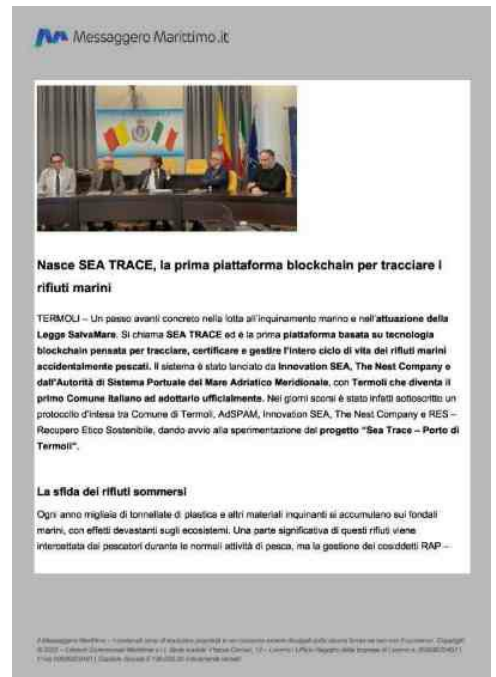 Messaggero Marittimo.it
Nasce SEA TRACE, la prima piattaforma blockchain per tracciare i
rifiuti marini
TERMOLI – Un passo avanti concreto nella lotta all'inquinamento marino e nell'attuazione della
Legge SalvaMare. Si chiama SEA TRACE ed è la prima piattaforma basata su tecnologia
blockchain pensata per tracciare, certificare e gestire l'intero ciclo di vita dei rifiuti marini
accidentalmente pescati. Il sistema è stato lanciato da Innovation SEA, The Nest Company e
dall'Autorità di Sistema Portuale del Mare Adriatico Meridionale, con Termoli che diventa il
primo Comune italiano ad adottarlo ufficialmente. Nei giorni scorsi è stato infatti sottoscritto un
protocollo d'intesa tra Comune di Termoli, AdSPAM, Innovation SEA, The Nest Company e RES –
Recupero Etico Sostenibile, dando avvio alla sperimentazione del progetto "Sea Trace – Porto di
Termoli".
La sfida dei rifiuti sommersi
Ogni anno migliaia di tonnellate di plastica e altri materiali inquinanti si accumulano sui fondali
marini, con effetti devastanti sugli ecosistemi. Una parte significativa di questi rifiuti viene
intercettata dai pescatori durante le normali attività di pesca, ma la gestione dei cosiddetti RAP –